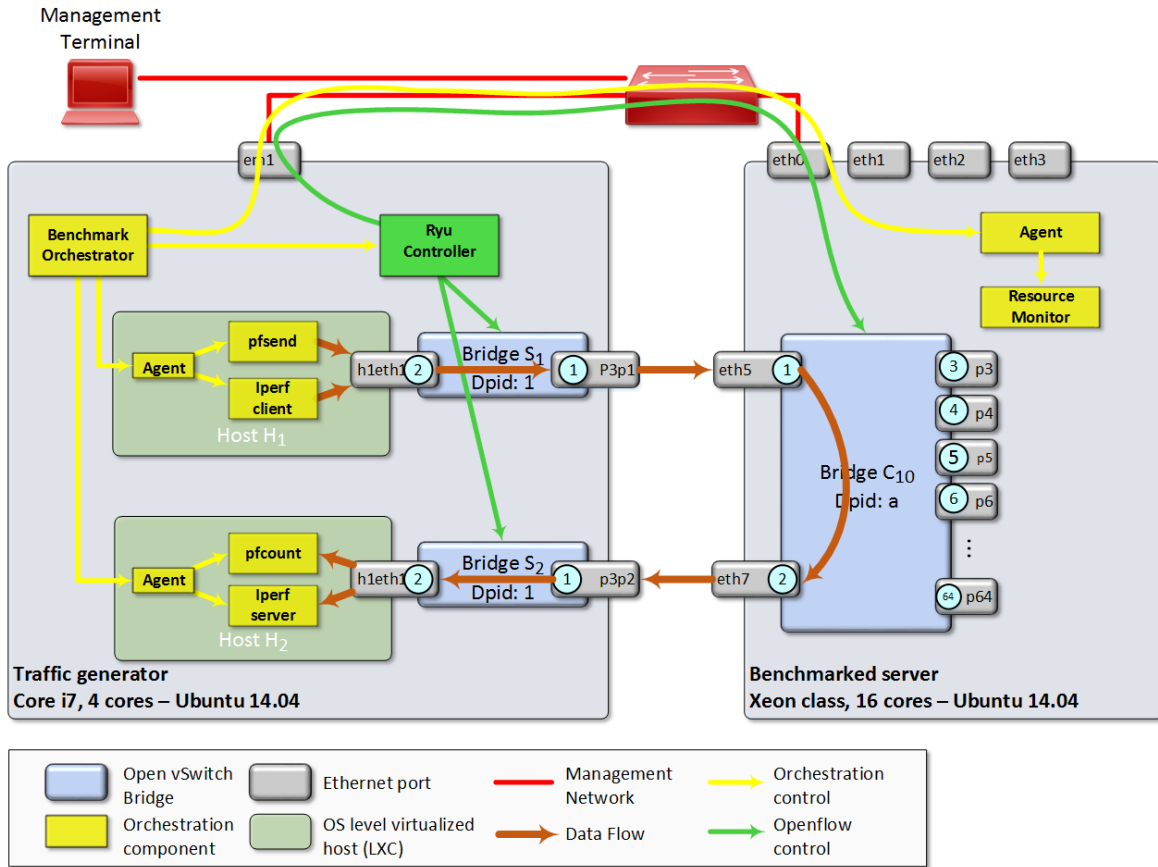 Management
Terminal
em1
eth0
eth1
eth2
eth3
Benchmark
Orchestrator
Ryu
Controller
Agent
Resource
Monitor
pfsend
Agent
Iperf
client
Host H1
h1eth1
2
Bridge S1
Dpid: 1
1
P3p1
eth5
1
Bridge C10
Dpid: a
3
p3
4
p4
5
p5
6
p6
...
64
p64
pfcount
Agent
Iperf
server
Host H2
h1eth1
2
Bridge S2
Dpid: 1
1
p3p2
eth7
2
Traffic generator
Core i7, 4 cores – Ubuntu 14.04
Benchmarked server
Xeon class, 16 cores – Ubuntu 14.04
Open vSwitch
Bridge
Ethernet port
Management
Network
Orchestration
control
Orchestration
component
OS level virtualized
host (LXC)
Data Flow
Openflow
control